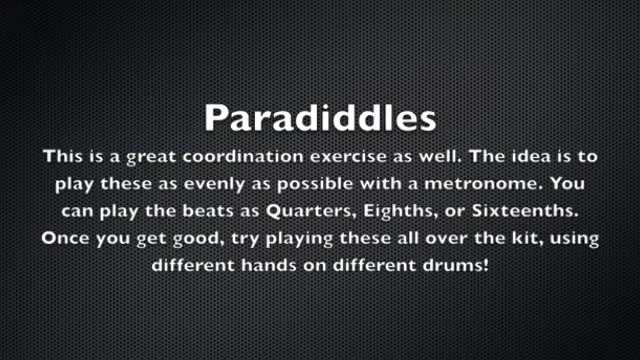 Paradiddles
This is a great coordination exercise as well. The idea is to
play these as evenly as possible with a metronome. You
can play the beats as Quarters, Eighths, or Sixteenths.
Once you get good, try playing these all over the kit, using
different hands on different drums!